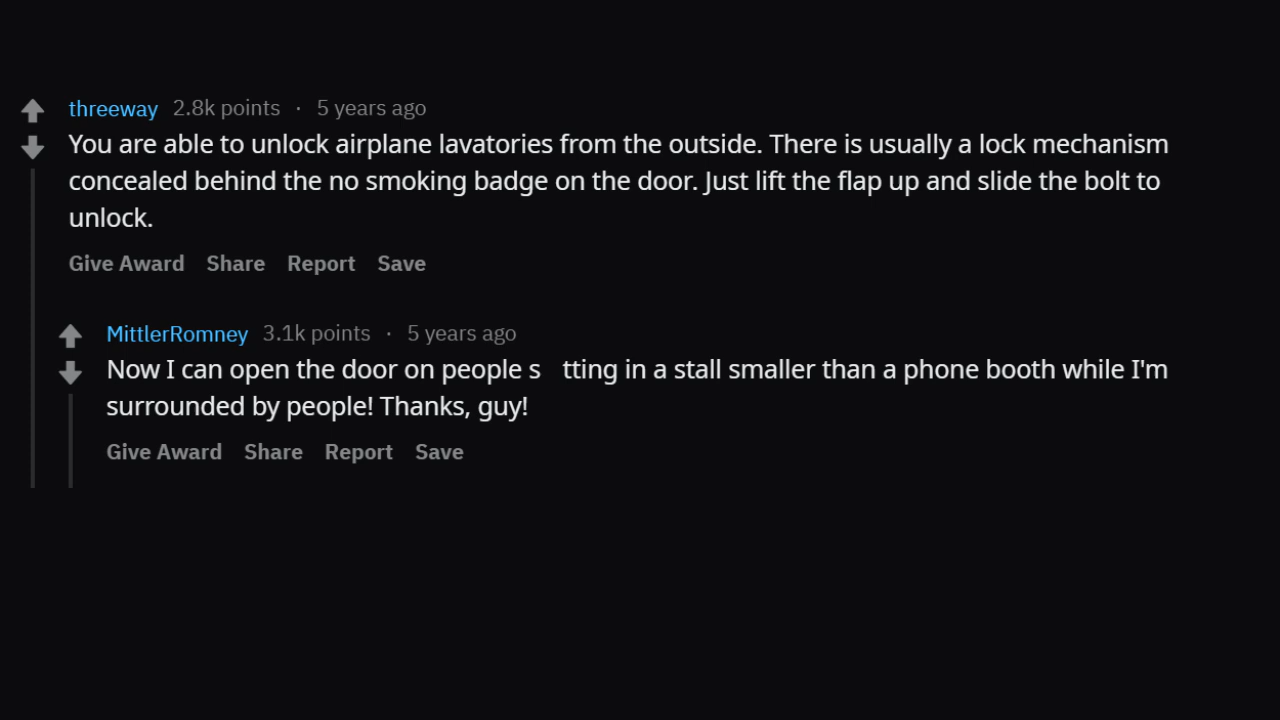 threeway 2.8k points · 5 years ago
You are able to unlock airplane lavatories from the outside. There is usually a lock mechanism
concealed behind the no smoking badge on the door. Just lift the flap up and slide the bolt to
unlock.
Give Award Share Report Save
MittlerRomney 3.1k points · 5 years ago
Now I can open the door on people s tting in a stall smaller than a phone booth while I'm
surrounded by people! Thanks, guy!
Give Award Share Report Save